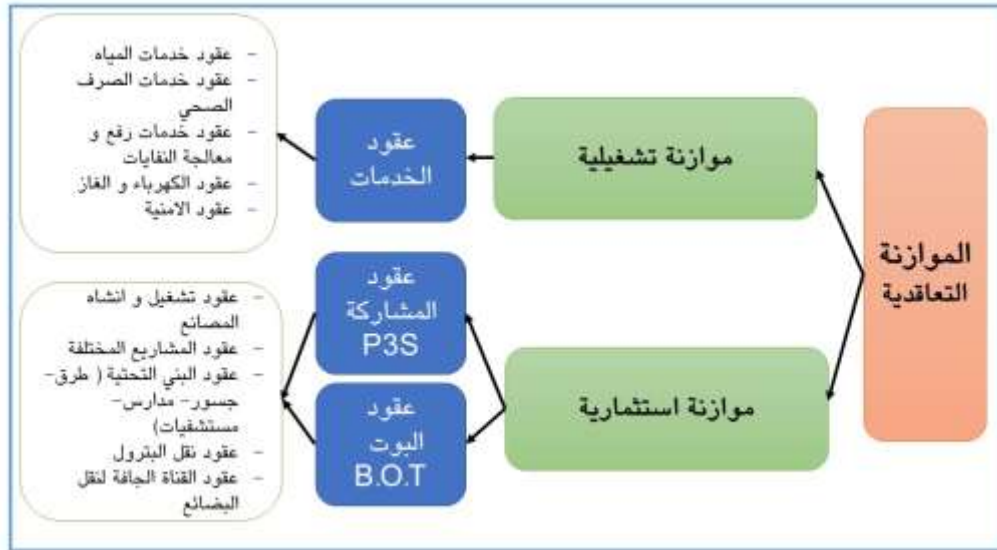 الموازنة
التعاقدية
موازنة تشغيلية
عقود
الخدمات
– عقود خدمات المياه
– عقود خدمات الصرف
الصحي
– عقود خدمات رفع و
معالجة النفايات
– عقود الكهرباء و الغاز
– عقود الامنية
موازنة استثمارية
عقود
المشاركة
P3S
عقود
البوت
B.O.T
– عقود تشغيل و انشاه
المصانع
– عقود المشاريع المختلفة
– عقود البني التحتية ( طرق–
جسور– مدارس–
مستشفيات)
– عقود نقل البترول
– عقود القناة الجافة لنقل
البضائع